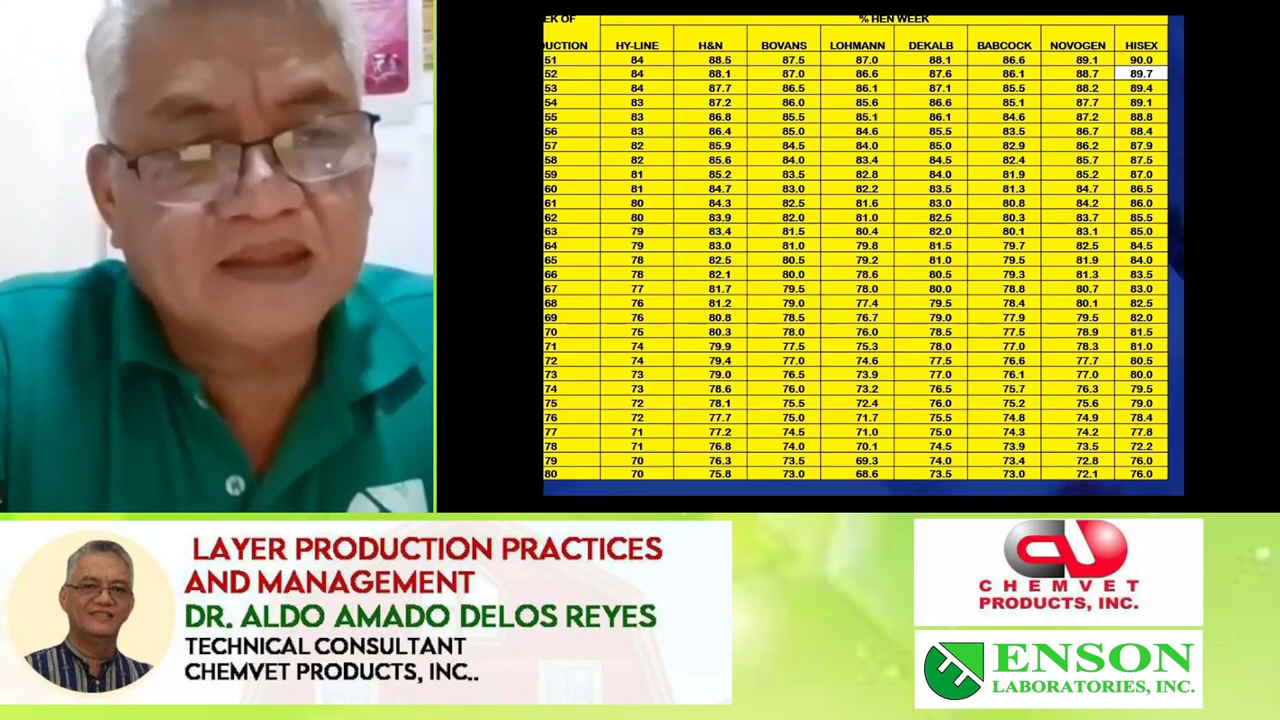 EK OF % HEN WEEK
UCTION HY-LINE H&N BOVANS LOHMANN DEKALB BABCOCK NOVOGEN HISEX
51 84 88.5 87.5 87.0 88.1 86.6 89.1 90.0
52 84 88.1 87.0 86.6 87.6 86.1 88.7 89.7
53 84 87.7 86.5 86.1 87.1 85.5 88.2 89.4
54 83 87.2 86.0 85.6 86.6 85.1 87.7 89.1
55 83 86.8 85.5 85.1 86.1 84.6 87.2 88.8
56 83 86.4 85.0 84.6 85.5 83.5 86.7 88.4
57 82 85.9 84.5 84.0 85.0 82.9 86.2 87.9
58 82 85.6 84.0 83.4 84.5 82.4 85.7 87.5
59 81 85.2 83.5 82.8 84.0 81.9 85.2 87.0
60 81 84.7 83.0 82.2 83.5 81.3 84.7 86.5
61 80 84.3 82.5 81.6 83.0 80.8 84.2 86.0
62 80 83.9 82.0 81.0 82.5 80.3 83.7 85.5
63 79 83.4 81.5 80.4 82.0 80.1 83.1 85.0
64 79 83.0 81.0 79.8 81.5 79.7 82.5 84.5
65 78 82.5 80.5 79.2 81.0 79.5 81.9 84.0
66 78 82.1 80.0 78.6 80.5 79.3 81.3 83.5
67 77 81.7 79.5 78.0 80.0 78.8 80.7 83.0
68 76 81.2 79.0 77.4 79.5 78.4 80.1 82.5
69 76 80.8 78.5 76.7 79.0 77.9 79.5 82.0
70 75 80.3 78.0 76.0 78.5 77.5 78.9 81.5
71 74 79.9 77.5 75.3 78.0 77.0 78.3 81.0
72 74 79.4 77.0 74.6 77.5 76.6 77.7 80.5
73 73 79.0 76.5 73.9 77.0 76.1 77.0 80.0
74 73 78.6 76.0 73.2 76.5 75.7 76.3 79.5
75 72 78.1 75.5 72.4 76.0 75.2 75.6 79.0
76 72 77.7 75.0 71.7 75.5 74.8 74.9 78.4
77 71 77.2 74.5 71.0 75.0 74.3 74.2 77.8
78 71 76.8 74.0 70.1 74.5 73.9 73.5 72.2
79 70 76.3 73.5 69.3 74.0 73.4 72.8 76.0
80 70 75.8 73.0 68.6 73.5 73.0 72.1 76.0
LAYER PRODUCTION PRACTICES
AND MANAGEMENT
DR. ALDO AMADO DELOS REYES
TECHNICAL CONSULTANT
CHEMVET PRODUCTS, INC..
CHEMVET
PRODUCTS, INC.
ENSON
LABORATORIES, INC.